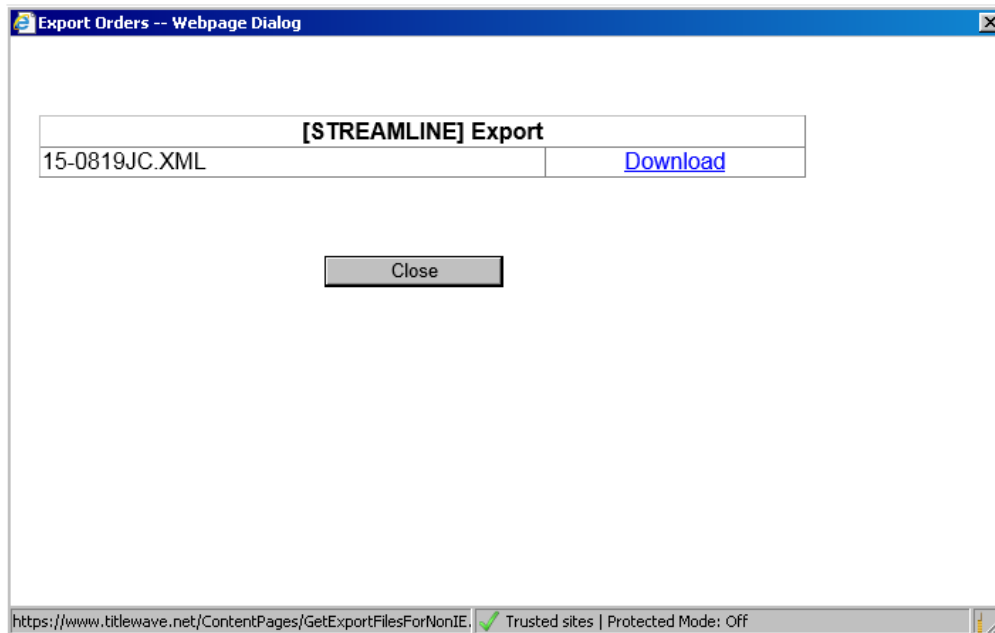 Export Orders -- Webpage Dialog
[STREAMLINE] Export
15-0819JC.XML Download
Close
https://www.titlewave.net/ContentPages/GetExportFilesForNonIE. Trusted sites | Protected Mode: Off